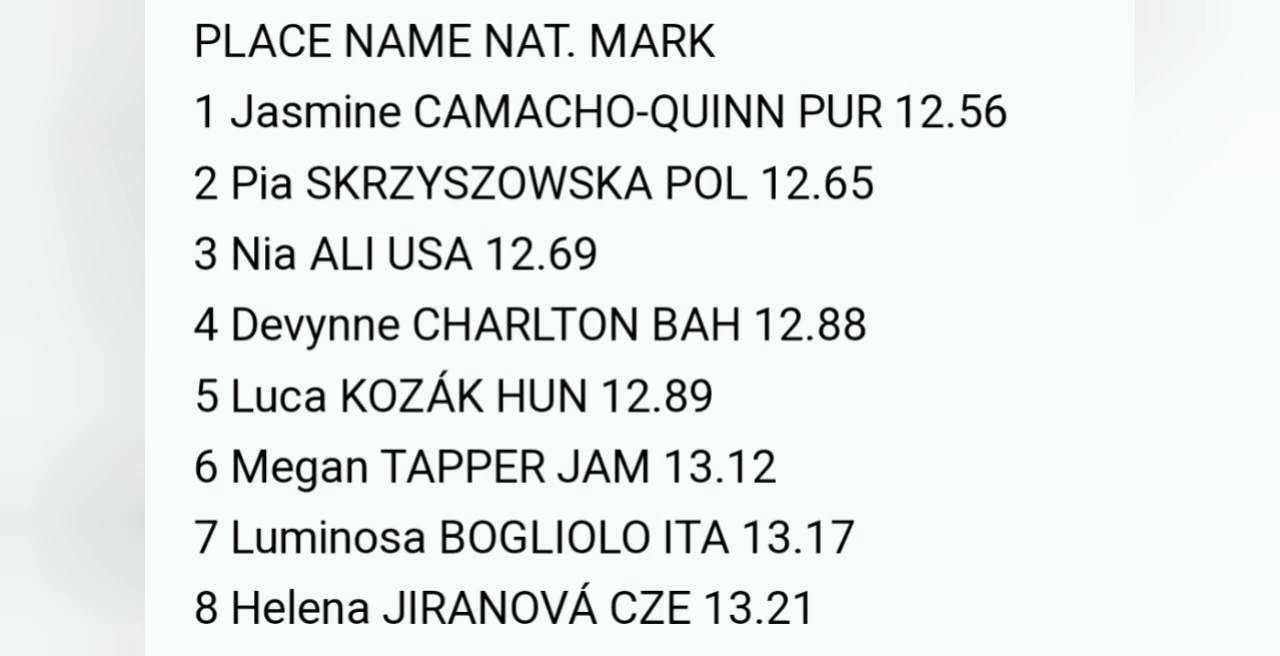 PLACE NAME NAT. MARK
1 Jasmine CAMACHO-QUINN PUR 12.56
2 Pia SKRZYSZOWSKA POL 12.65
3 Nia ALI USA 12.69
4 Devynne CHARLTON BAH 12.88
5 Luca KOZÁK HUN 12.89
6 Megan TAPPER JAM 13.12
7 Luminosa BOGLIOLO ITA 13.17
8 Helena JIRANOVÁ CZE 13.21